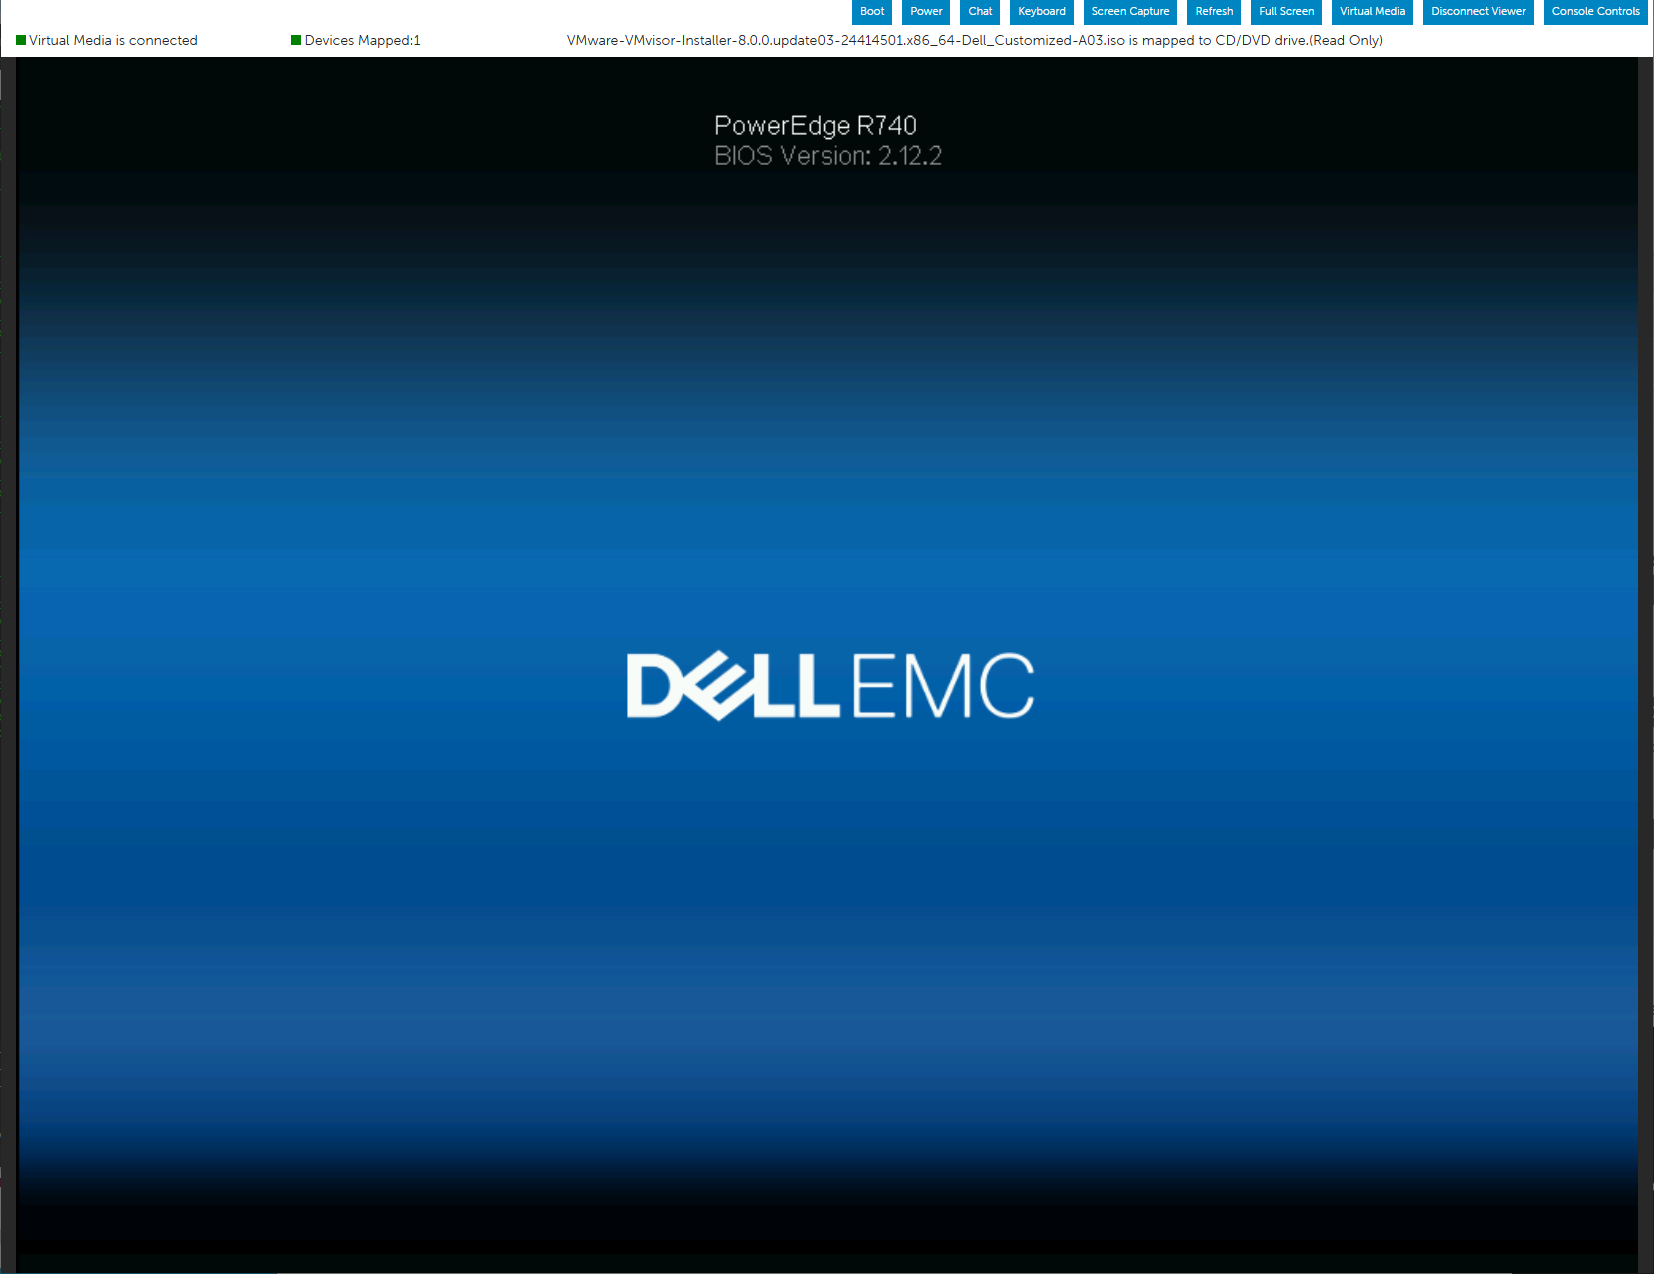 Boot Power Chat Keyboard Screen Capture Refresh Full Screen Virtual Media Disconnect Viewer Console Controls
Virtual Media is connected Devices Mapped:1 VMware-VMvisor-Installer-8.0.0.update03-24414501.x86_64-Dell_Customized-A03.iso is mapped to CD/DVD drive.(Read Only)
PowerEdge R740
BIOS Version: 2.12.2
DELL EMC